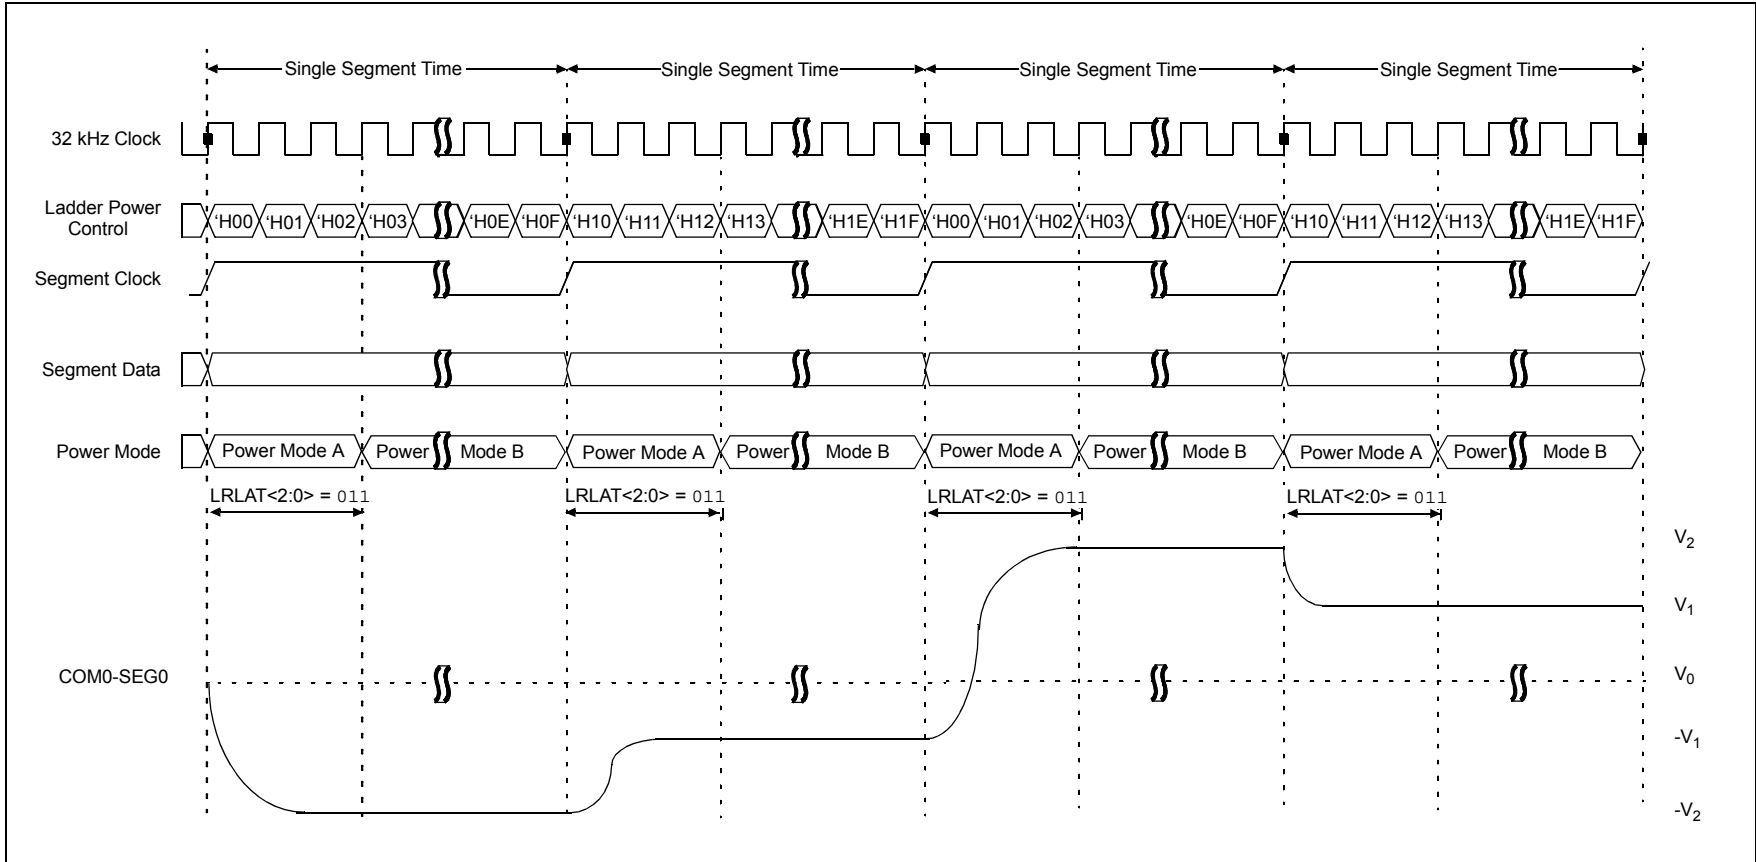 Single Segment Time Single Segment Time Single Segment Time Single Segment Time
32 kHz Clock
Ladder Power
Control
‘H00 ‘H01 ‘H02 ‘H03 ‘H0E ‘H0F ‘H10 ‘H11 ‘H12 ‘H13 ‘H1E ‘H1F ‘H00 ‘H01 ‘H02 ‘H03 ‘H0E ‘H0F ‘H10 ‘H11 ‘H12 ‘H13 ‘H1E ‘H1F
Segment Clock
Segment Data
Power Mode Power Mode A Power Mode B Power Mode A Power Mode B Power Mode A Power Mode B Power Mode A Power Mode B
LRLAT<2:0> = 011 LRLAT<2:0> = 011 LRLAT<2:0> = 011 LRLAT<2:0> = 011
V2
V1
COM0-SEG0 V0
-V1
-V2